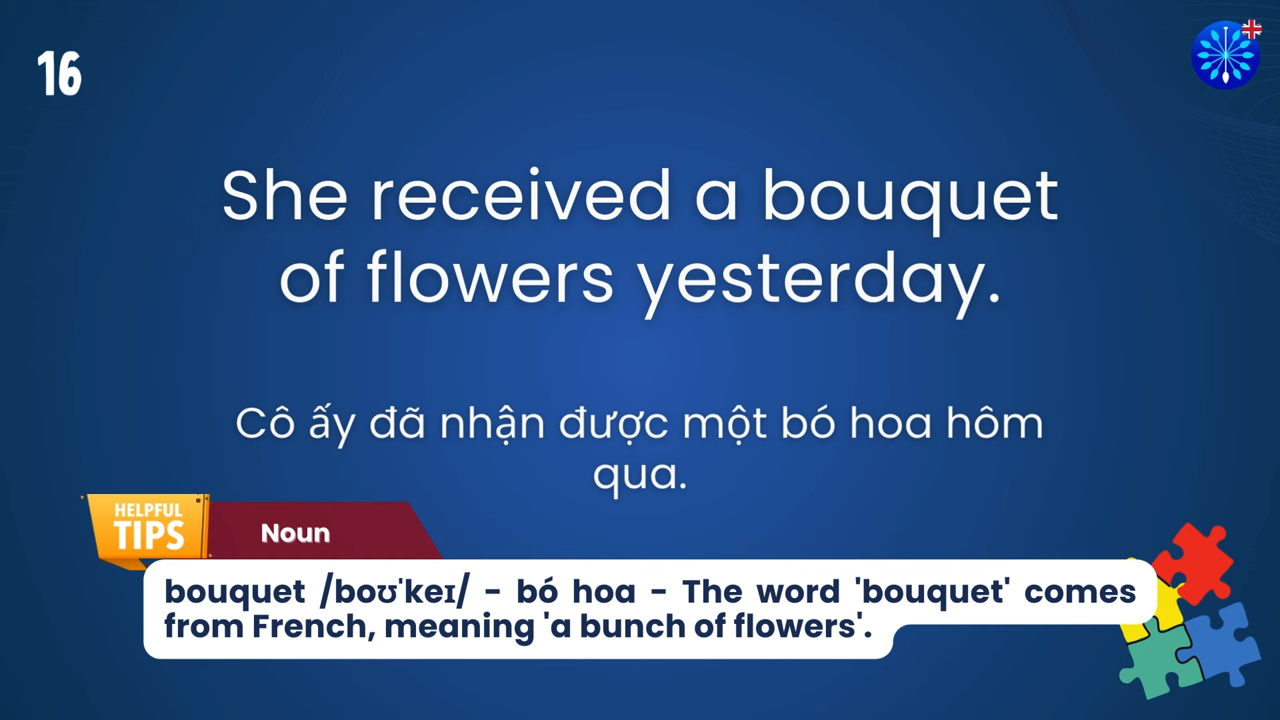 16
She received a bouquet
of flowers yesterday.
Cô ấy đã nhận được một bó hoa hôm
qua.
HELPFUL
TIPS
Noun
bouquet /boʊˈkeɪ/ - bó hoa - The word 'bouquet' comes
from French, meaning 'a bunch of flowers'.